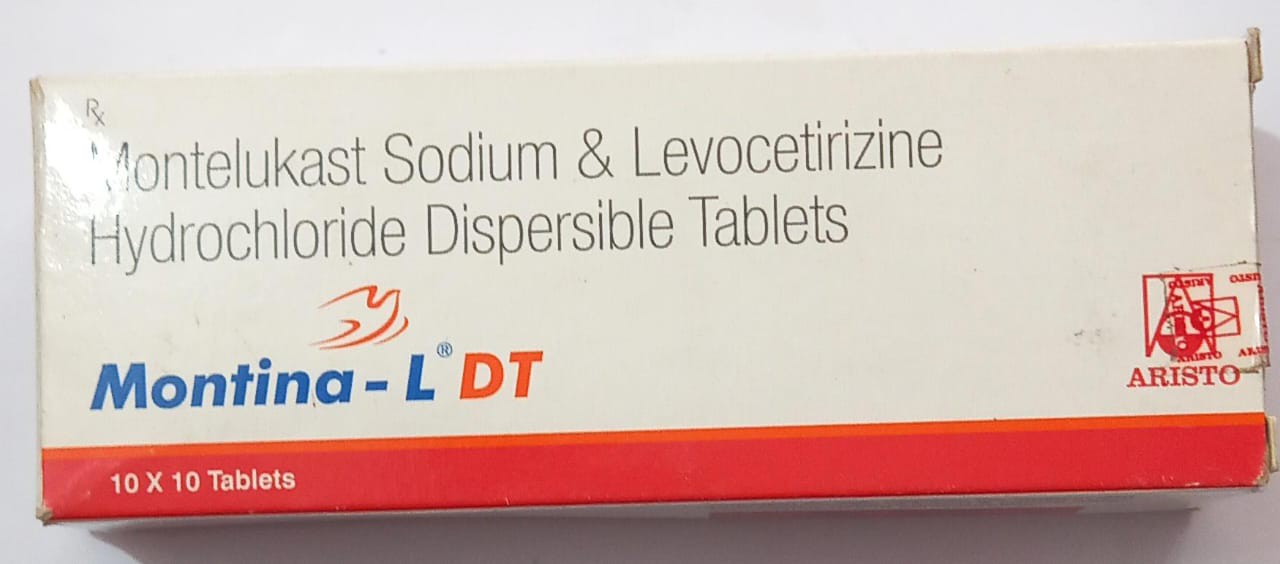 Rx
Montelukast Sodium & Levocetirizine
Hydrochloride Dispersible Tablets
Montina-L® DT
ARISTO
10 X 10 Tablets